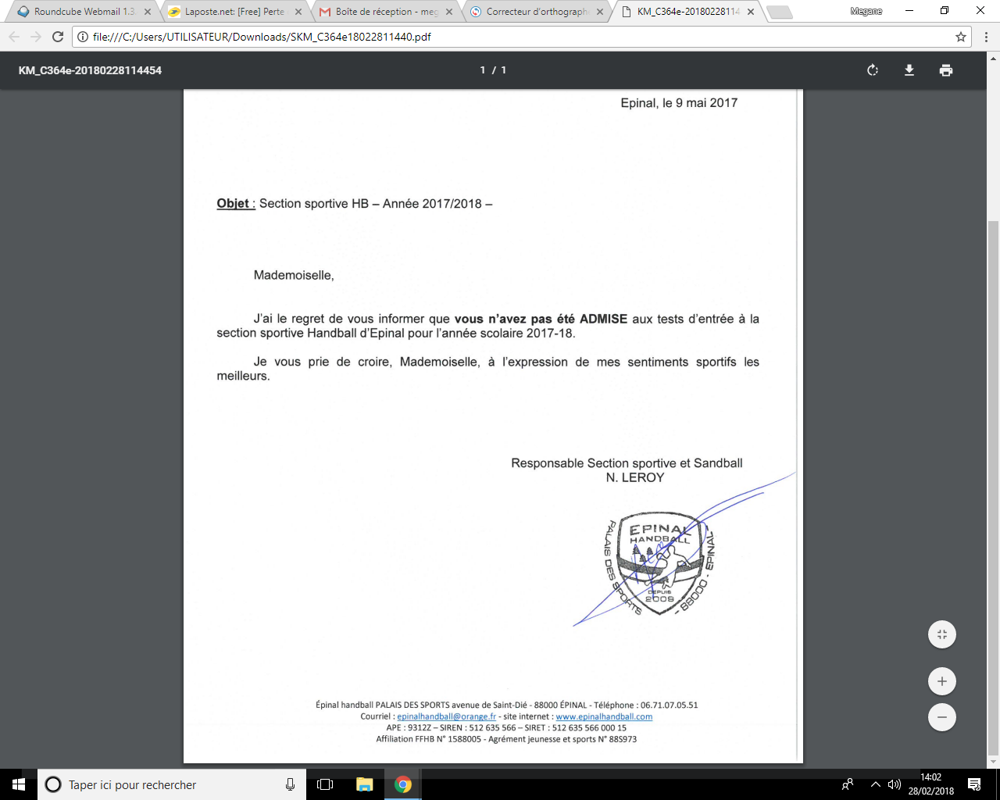 Roundcube Webmail 1.3
Laposte.net: [Free] Perte
Boîte de réception - meg
Correcteur d'orthograph
KM_C364e-20180228114
Megane
file:///C:/Users/UTILISATEUR/Downloads/SKM_C364e18022811440.pdf
KM_C364e-20180228114454
1 / 1
Epinal, le 9 mai 2017
Objet : Section sportive HB – Année 2017/2018 –
Mademoiselle,
J'ai le regret de vous informer que vous n'avez pas été ADMISE aux tests d'entrée à la
section sportive Handball d'Epinal pour l'année scolaire 2017-18.
Je vous prie de croire, Mademoiselle, à l'expression de mes sentiments sportifs les
meilleurs.
Responsable Section sportive et Sandball
N. LEROY
EPINAL
HANDBALL
DEPUIS
2009
PALAIS DES SPORTS - 88000 - EPINAL -
Épinal handball PALAIS DES SPORTS avenue de Saint-Dié - 88000 ÉPINAL - Téléphone : 06.71.07.05.51
Courriel : epinalhandball@orange.fr - site internet : www.epinalhandball.com
APE : 9312Z – SIREN : 512 635 566 – SIRET : 512 635 566 000 15
Affiliation FFHB N° 1588005 - Agrément jeunesse et sports N° 88S973
Taper ici pour rechercher
14:02
28/02/2018